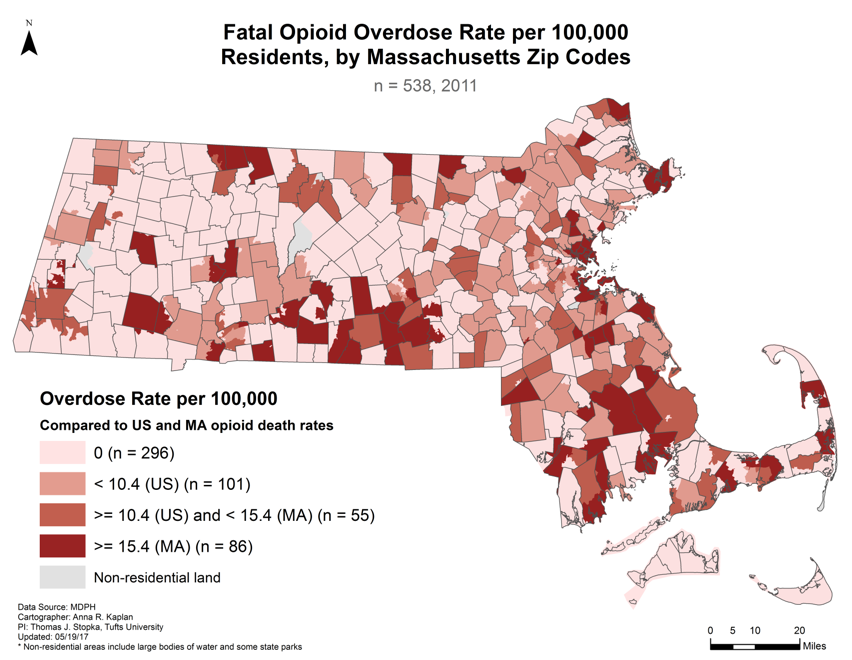 N
Fatal Opioid Overdose Rate per 100,000
Residents, by Massachusetts Zip Codes
n = 538, 2011
Overdose Rate per 100,000
Compared to US and MA opioid death rates
0 (n = 296)
< 10.4 (US) (n = 101)
>= 10.4 (US) and < 15.4 (MA) (n = 55)
>= 15.4 (MA) (n = 86)
Non-residential land
Data Source: MDPH
Cartographer: Anna R. Kaplan
PI: Thomas J. Stopka, Tufts University
Updated: 05/19/17
* Non-residential areas include large bodies of water and some state parks
0 5 10 20
Miles